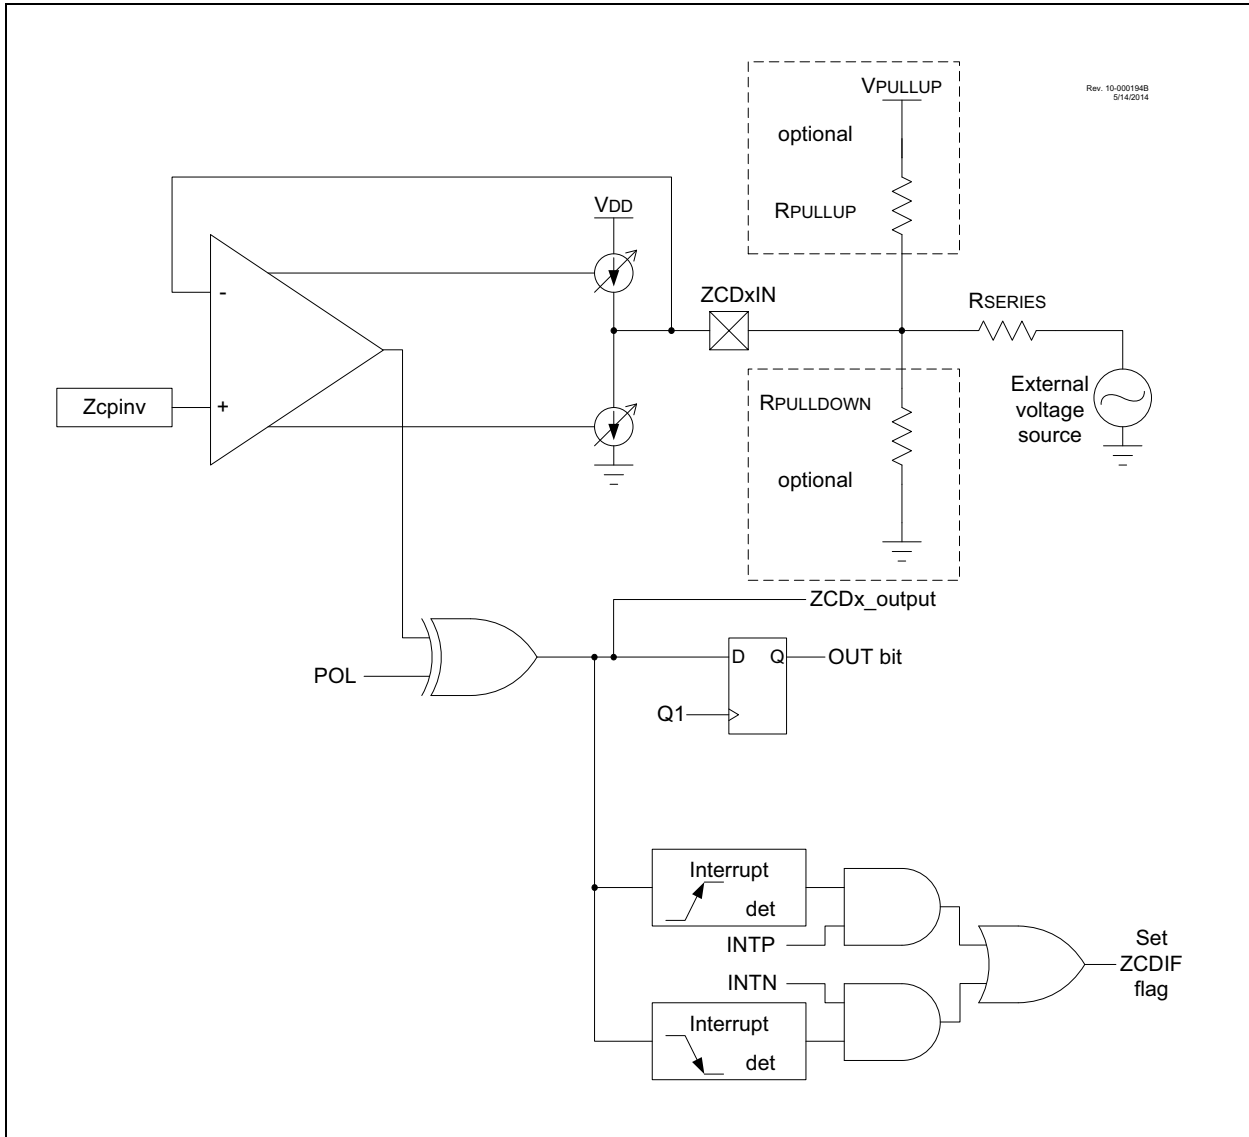 VPULLUP
Rev. 10-000194B
5/14/2014
optional
RPULLUP
VDD
-
ZCDxIN
RSERIES
Zcpinv
+
RPULLDOWN
External
voltage
source
optional
ZCDx_output
POL
D
Q
OUT bit
Q1
Interrupt
det
INTP
Set
ZCDIF
flag
INTN
Interrupt
det